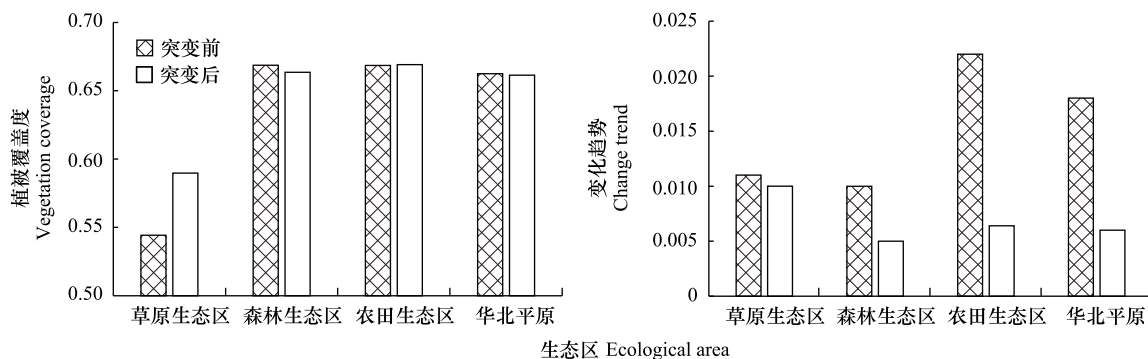 0.70
0.65
0.60
0.55
0.50
植被覆盖度
Vegetation coverage
突变前
突变后
草原生态区 森林生态区 农田生态区 华北平原
0.025
0.020
0.015
0.010
0.005
0
变化趋势
Change trend
草原生态区 森林生态区 农田生态区 华北平原
生态区 Ecological area